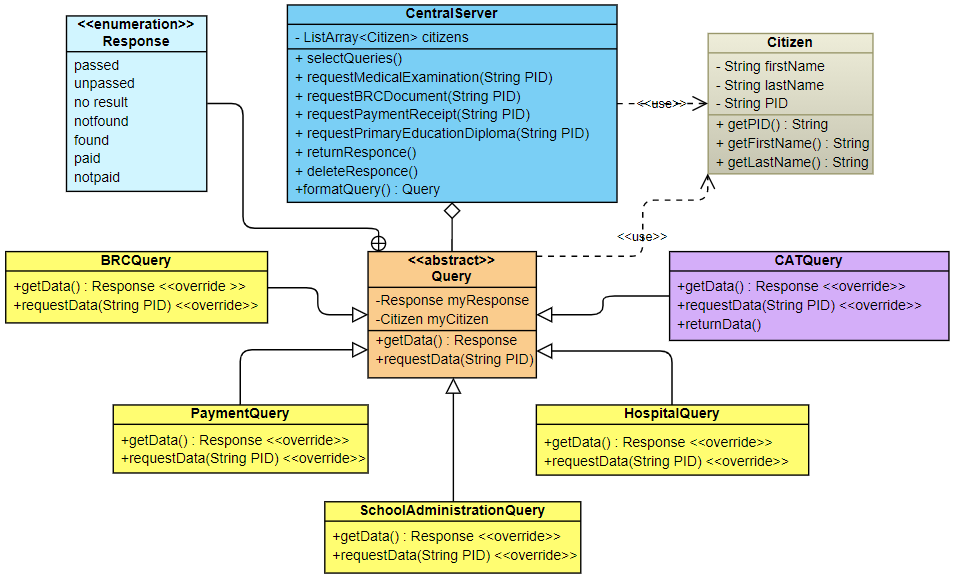 <<enumeration>>
Response
passed
unpassed
no result
notfound
found
paid
notpaid
CentralServer
- ListArray<Citizen> citizens
+ selectQueries()
+ requestMedicalExamination(String PID)
+ requestBRCDocument(String PID)
+ requestPaymentReceipt(String PID)
+ requestPrimaryEducationDiploma(String PID)
+ returnResponce()
+ deleteResponce()
+formatQuery() : Query
<<use>>
Citizen
- String firstName
- String lastName
- String PID
+ getPID() : String
+ getFirstName() : String
+ getLastName() : String
<<use>>
BRCQuery
+getData() : Response <<override >>
+requestData(String PID) <<override>>
<<abstract>>
Query
-Response myResponse
-Citizen myCitizen
+getData() : Response
+requestData(String PID)
CATQuery
+getData() : Response <<override>>
+requestData(String PID) <<override>>
+returnData()
PaymentQuery
+getData() : Response <<override>>
+requestData(String PID) <<override>>
HospitalQuery
+getData() : Response <<override>>
+requestData(String PID) <<override>>
SchoolAdministrationQuery
+getData() : Response <<override>>
+requestData(String PID) <<override>>